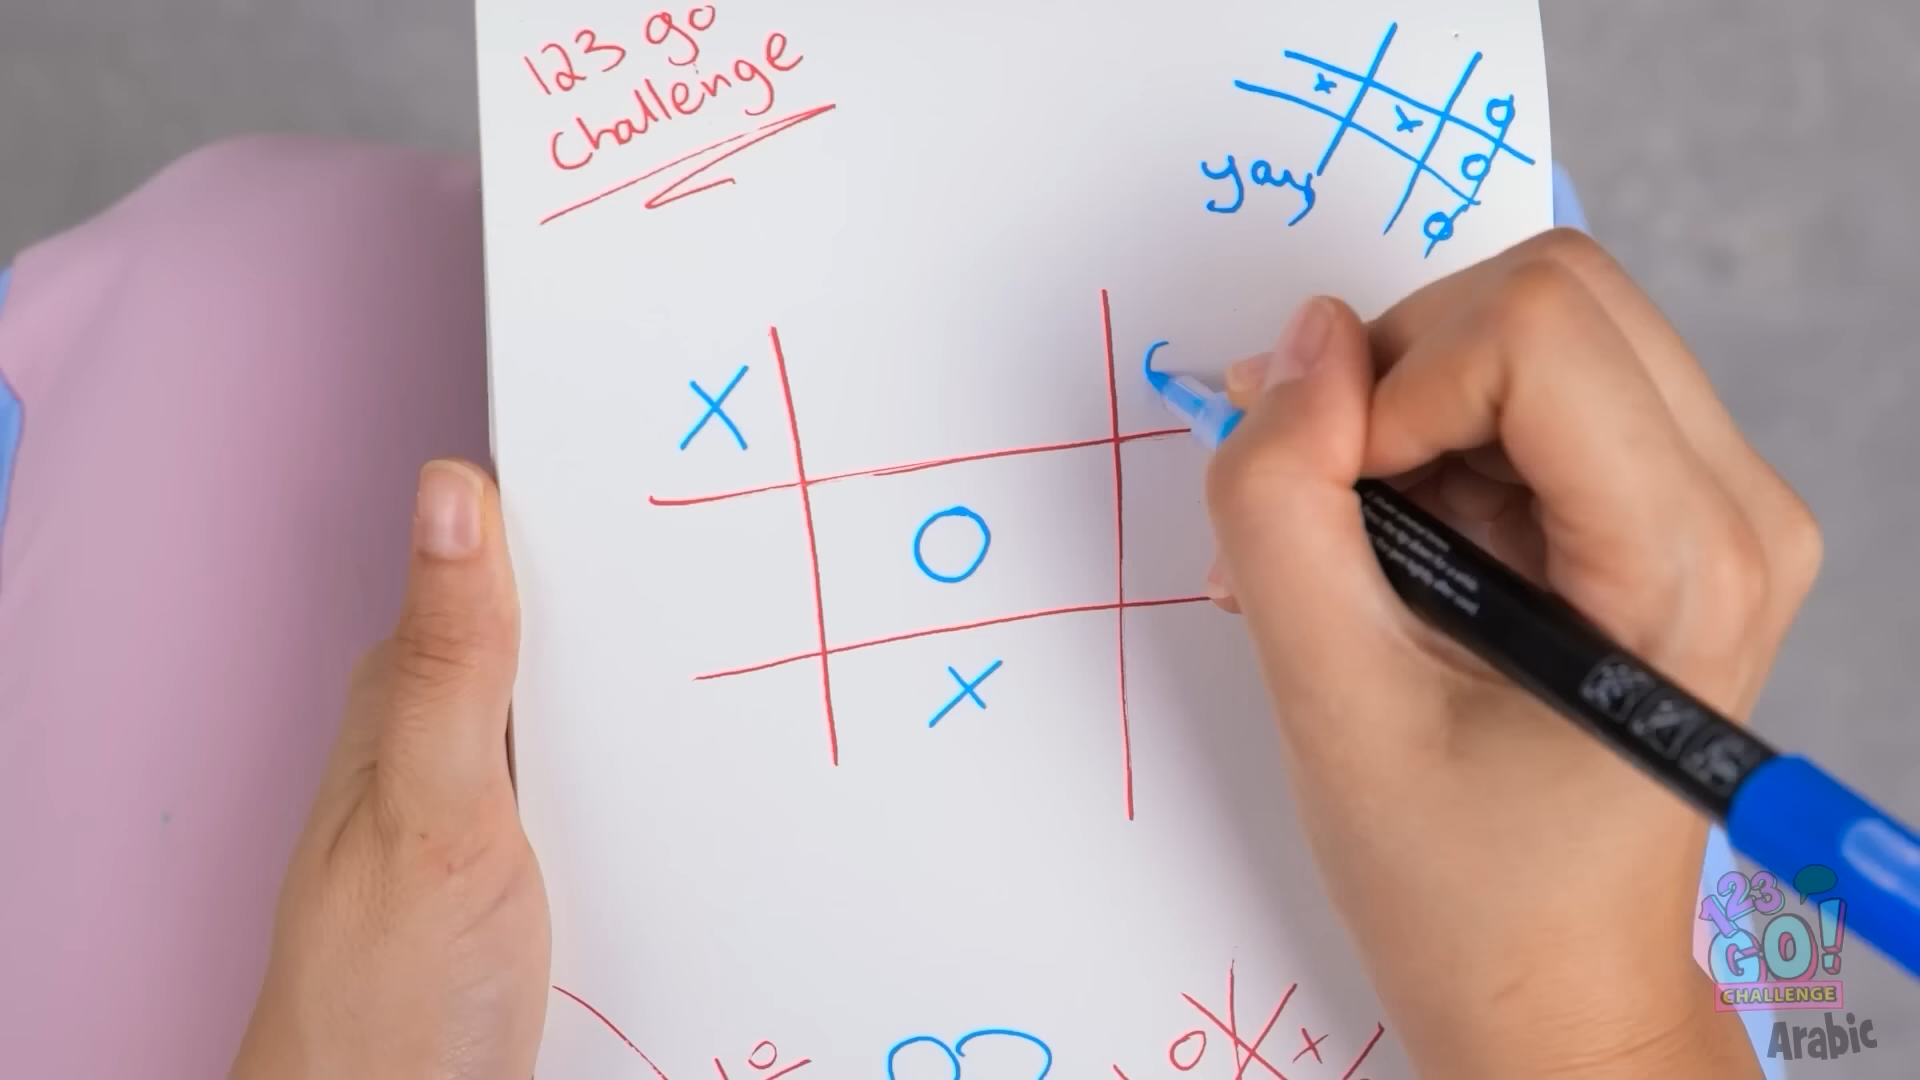 123 go
challenge
x
x
O
O
O
yay
X
O
X
O
O
x
123
GO!
CHALLENGE
Arabic